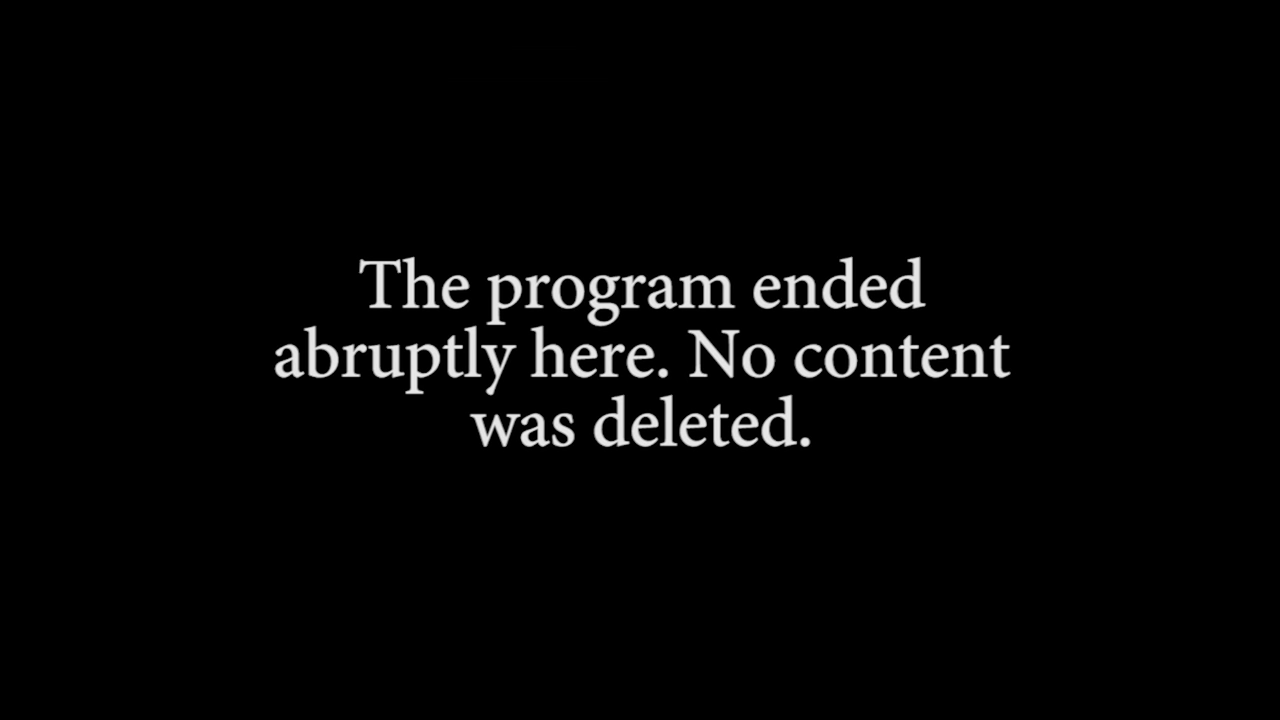 The program ended
abruptly here. No content
was deleted.